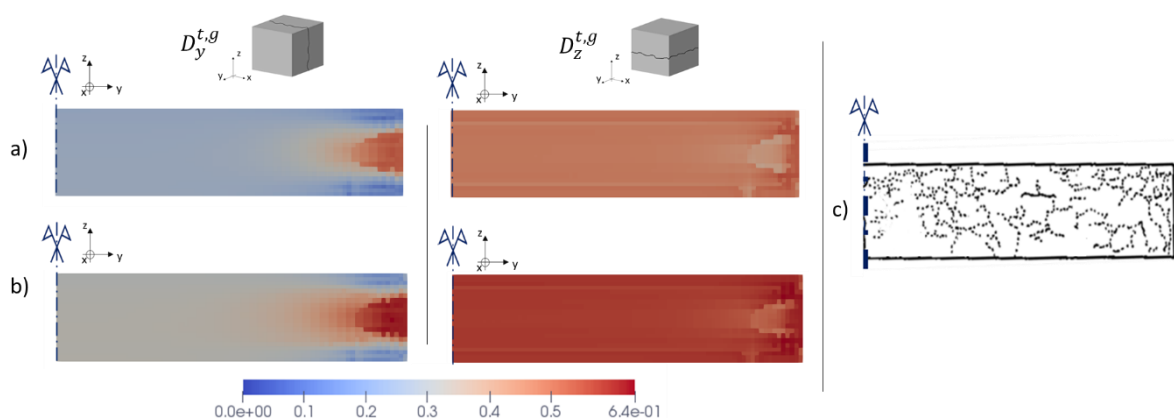 D_y^{t,g}
z
y x
D_z^{t,g}
z
y x
z
x y
z
x y
a)
c)
z
x y
z
x y
b)
0.0e+00 0.1 0.2 0.3 0.4 0.5 6.4e-01